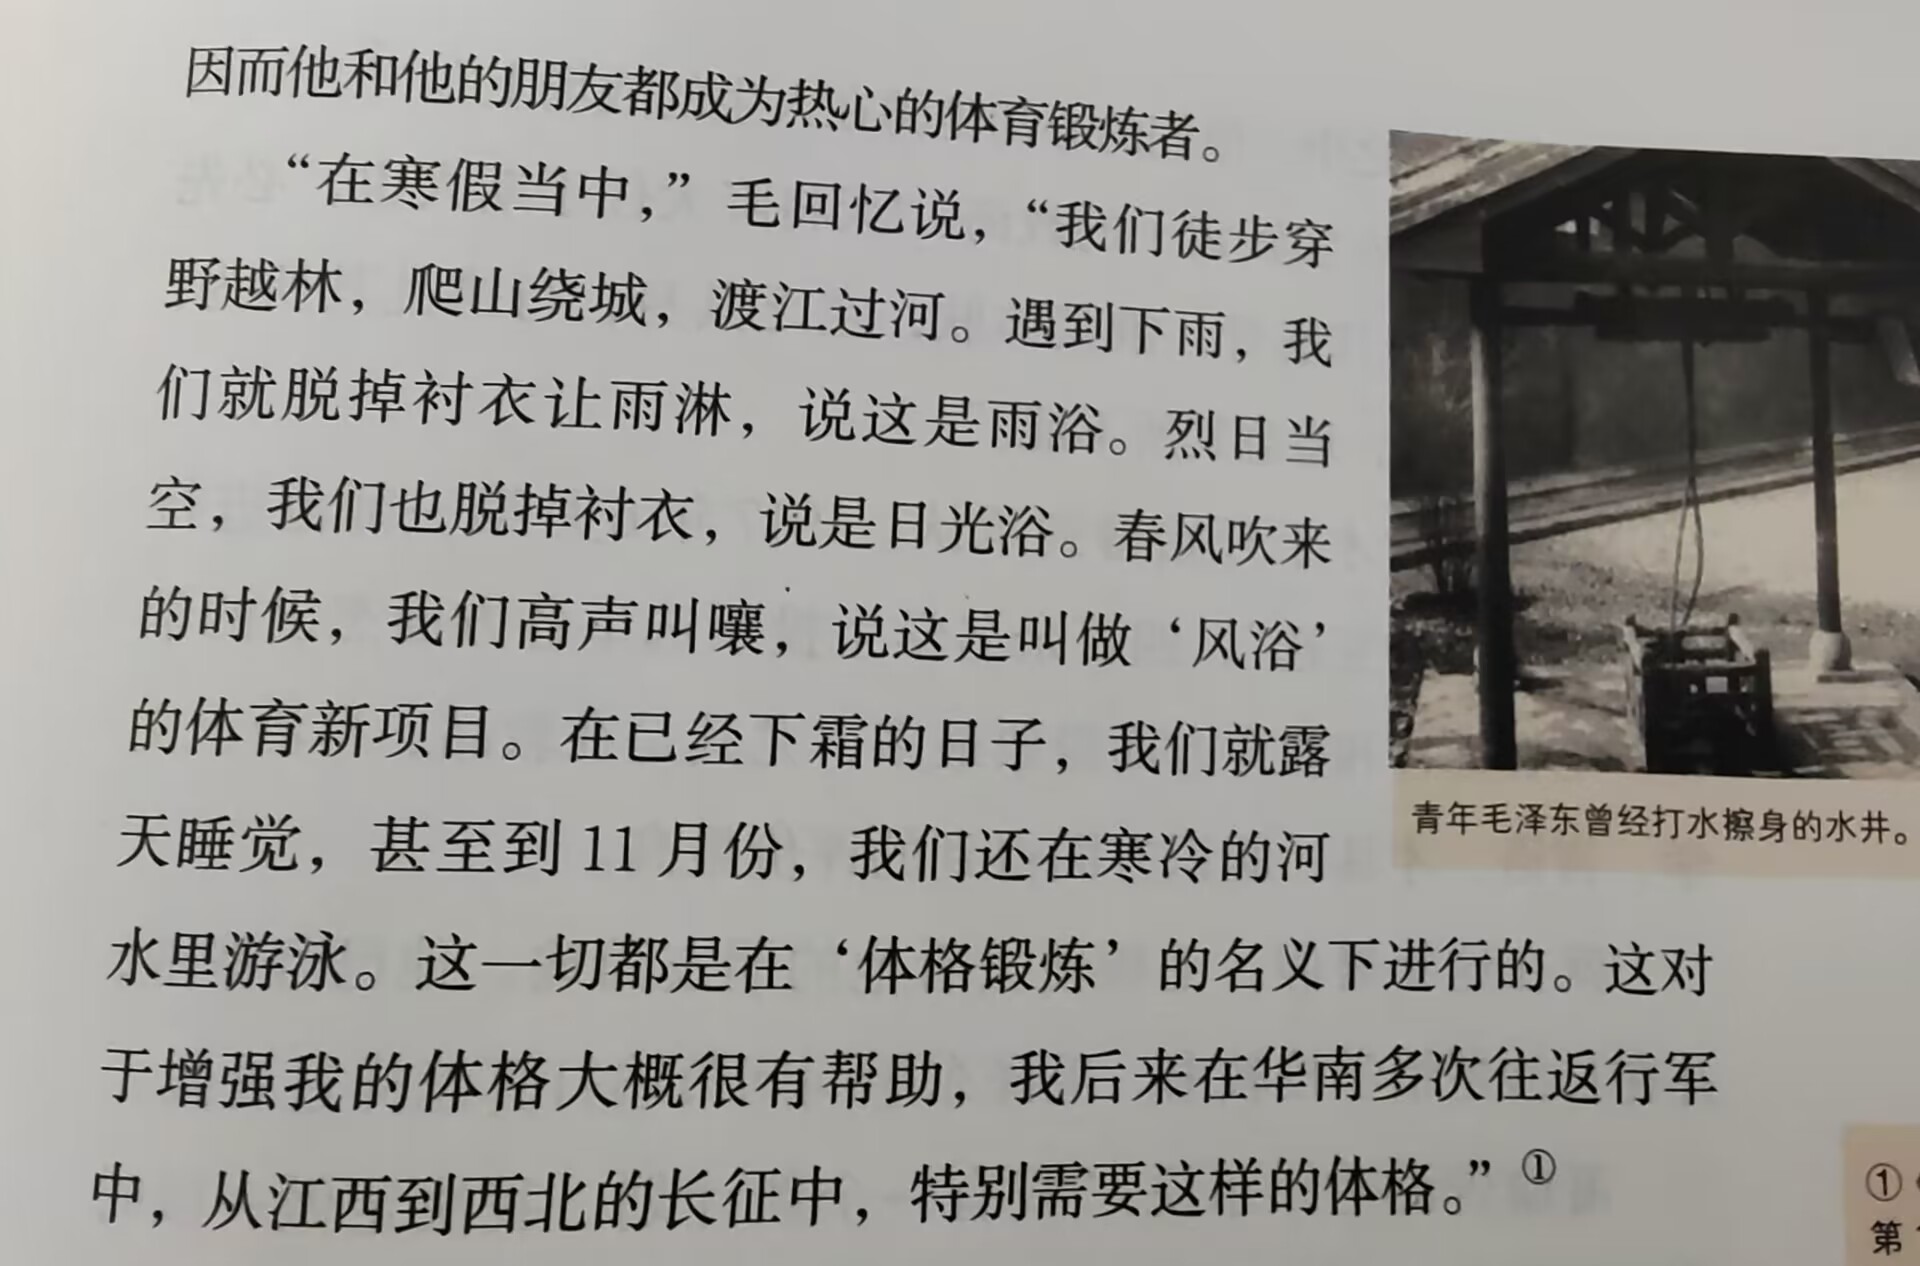 因而他和他的朋友都成为热心的体育锻炼者。
“在寒假当中，”毛回忆说，“我们徒步穿
野越林，爬山绕城，渡江过河。遇到下雨，我
们就脱掉衬衣让雨淋，说这是雨浴。烈日当
空，我们也脱掉衬衣，说是日光浴。春风吹来
的时候，我们高声叫嚷，说这是叫做‘风浴’
的体育新项目。在已经下霜的日子，我们就露
天睡觉，甚至到11月份，我们还在寒冷的河
水里游泳。这一切都是在‘体格锻炼’的名义下进行的。这对
于增强我的体格大概很有帮助，我后来在华南多次往返行军
中，从江西到西北的长征中，特别需要这样的体格。”①
青年毛泽东曾经打水擦身的水井。
①
第